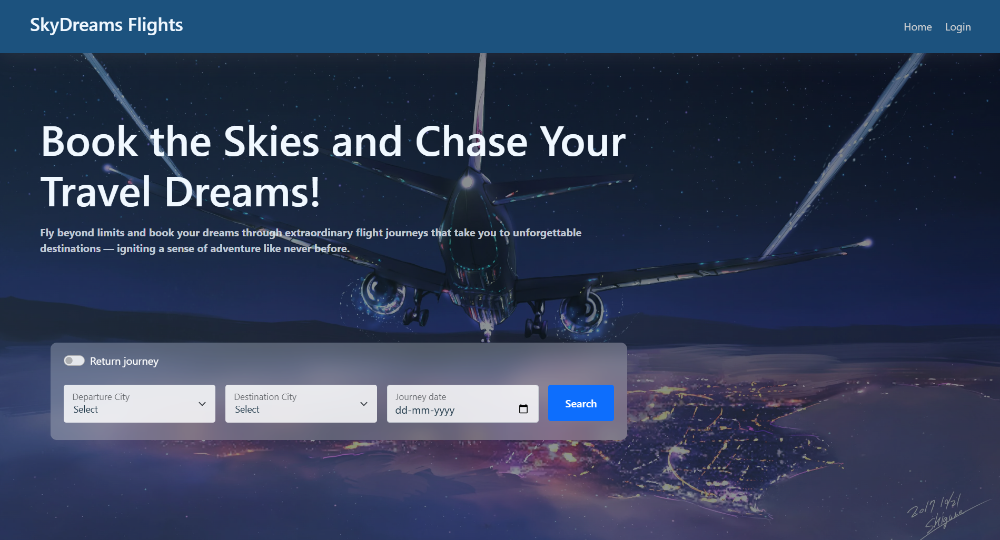 SkyDreams Flights
Home
Login
Book the Skies and Chase Your
Travel Dreams!
Fly beyond limits and book your dreams through extraordinary flight journeys that take you to unforgettable
destinations — igniting a sense of adventure like never before.
Return journey
Departure City
Select
Destination City
Select
Journey date
dd-mm-yyyy
Search
2017 10/21